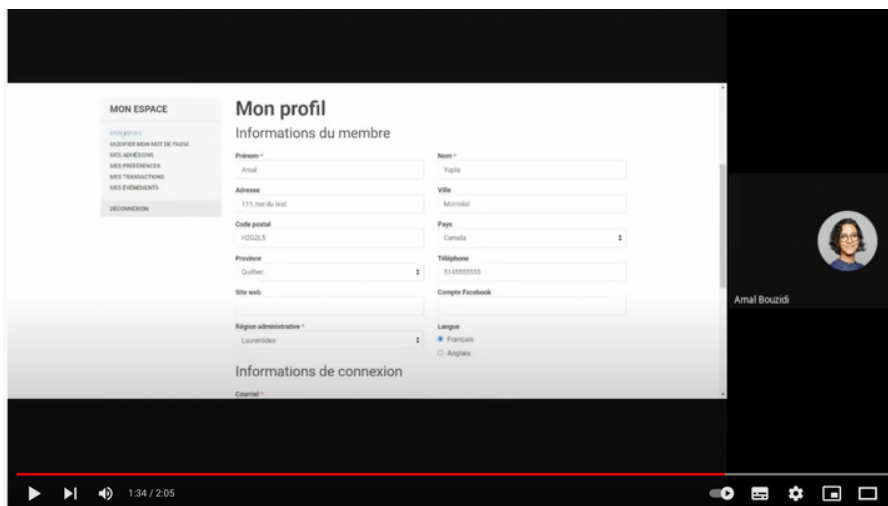 MON ESPACE
MON PROFIL
MODIFIER MON MOT DE PASSE
MES ADHÉSIONS
MES PRÉFÉRENCES
MES TRANSACTIONS
MES ÉVÉNEMENTS
DÉCONNEXION
Mon profil
Informations du membre
Prénom * Nom *
Amal Yapla
Adresse Ville
111, rue du test Montréal
Code postal Pays
H2G2L5 Canada
Province Téléphone
Québec 5145555555
Site web Compte Facebook
Région administrative * Langue
Laurentides Français
Anglais
Informations de connexion
Courriel *
Amal Bouzidi
1:34 / 2:05